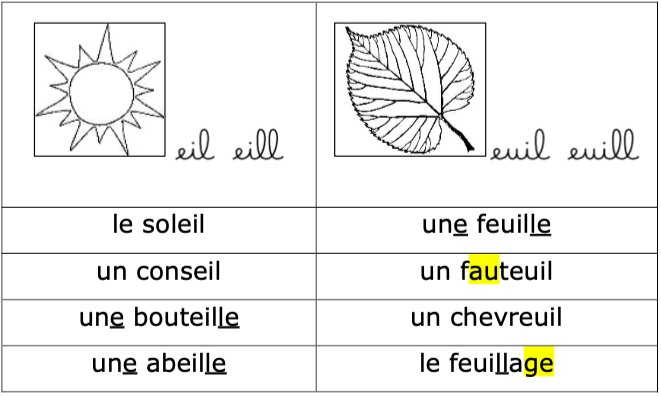 eil eill
euil euill
le soleil
une feuille
un conseil
un fauteuil
une bouteille
un chevreuil
une abeille
le feuillage